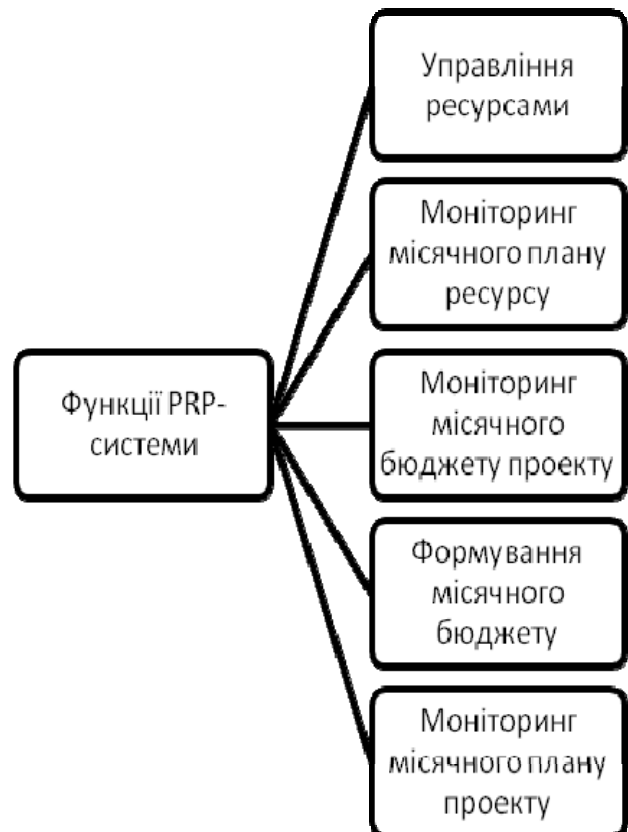 Функції PRP-
системи
Управління
ресурсами
Моніторинг
місячного плану
ресурсу
Моніторинг
місячного
бюджету проекту
Формування
місячного
бюджету
Моніторинг
місячного плану
проекту